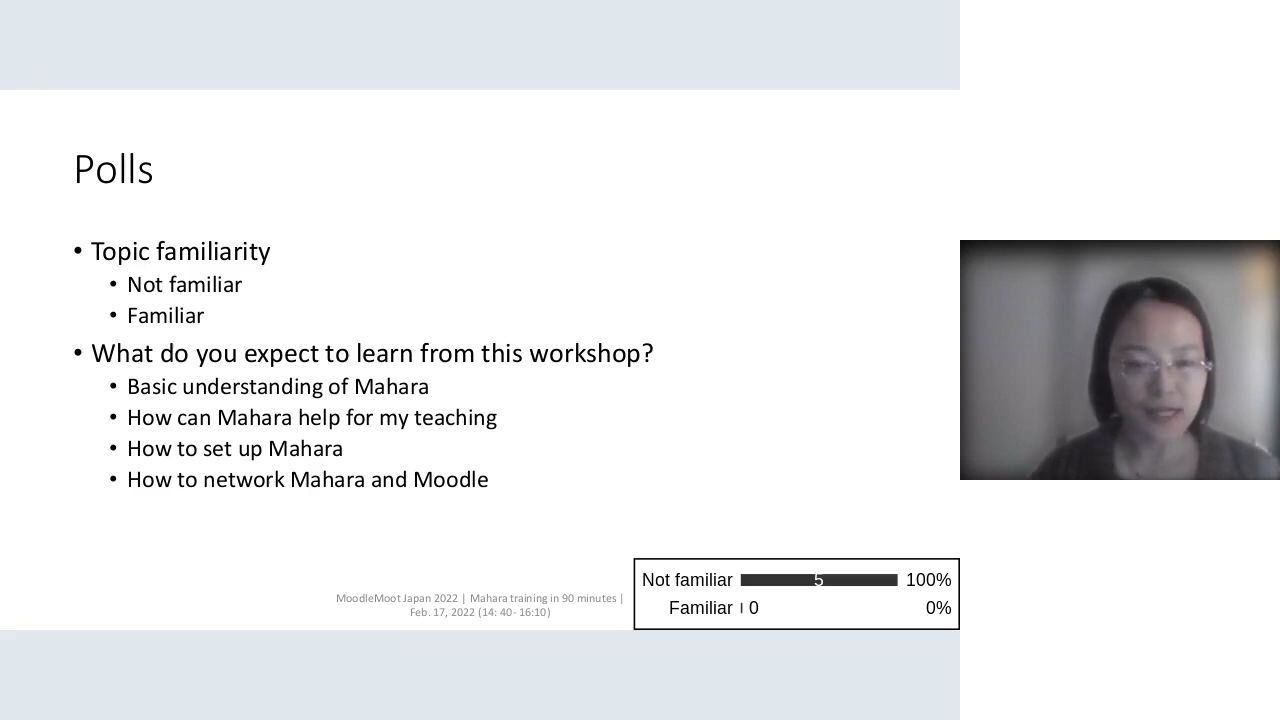 Polls
• Topic familiarity
• Not familiar
• Familiar
• What do you expect to learn from this workshop?
• Basic understanding of Mahara
• How can Mahara help for my teaching
• How to set up Mahara
• How to network Mahara and Moodle
MoodleMoot Japan 2022 | Mahara training in 90 minutes |
Feb. 17, 2022 (14: 40- 16:10)
Not familiar 5 100%
Familiar 0 0%